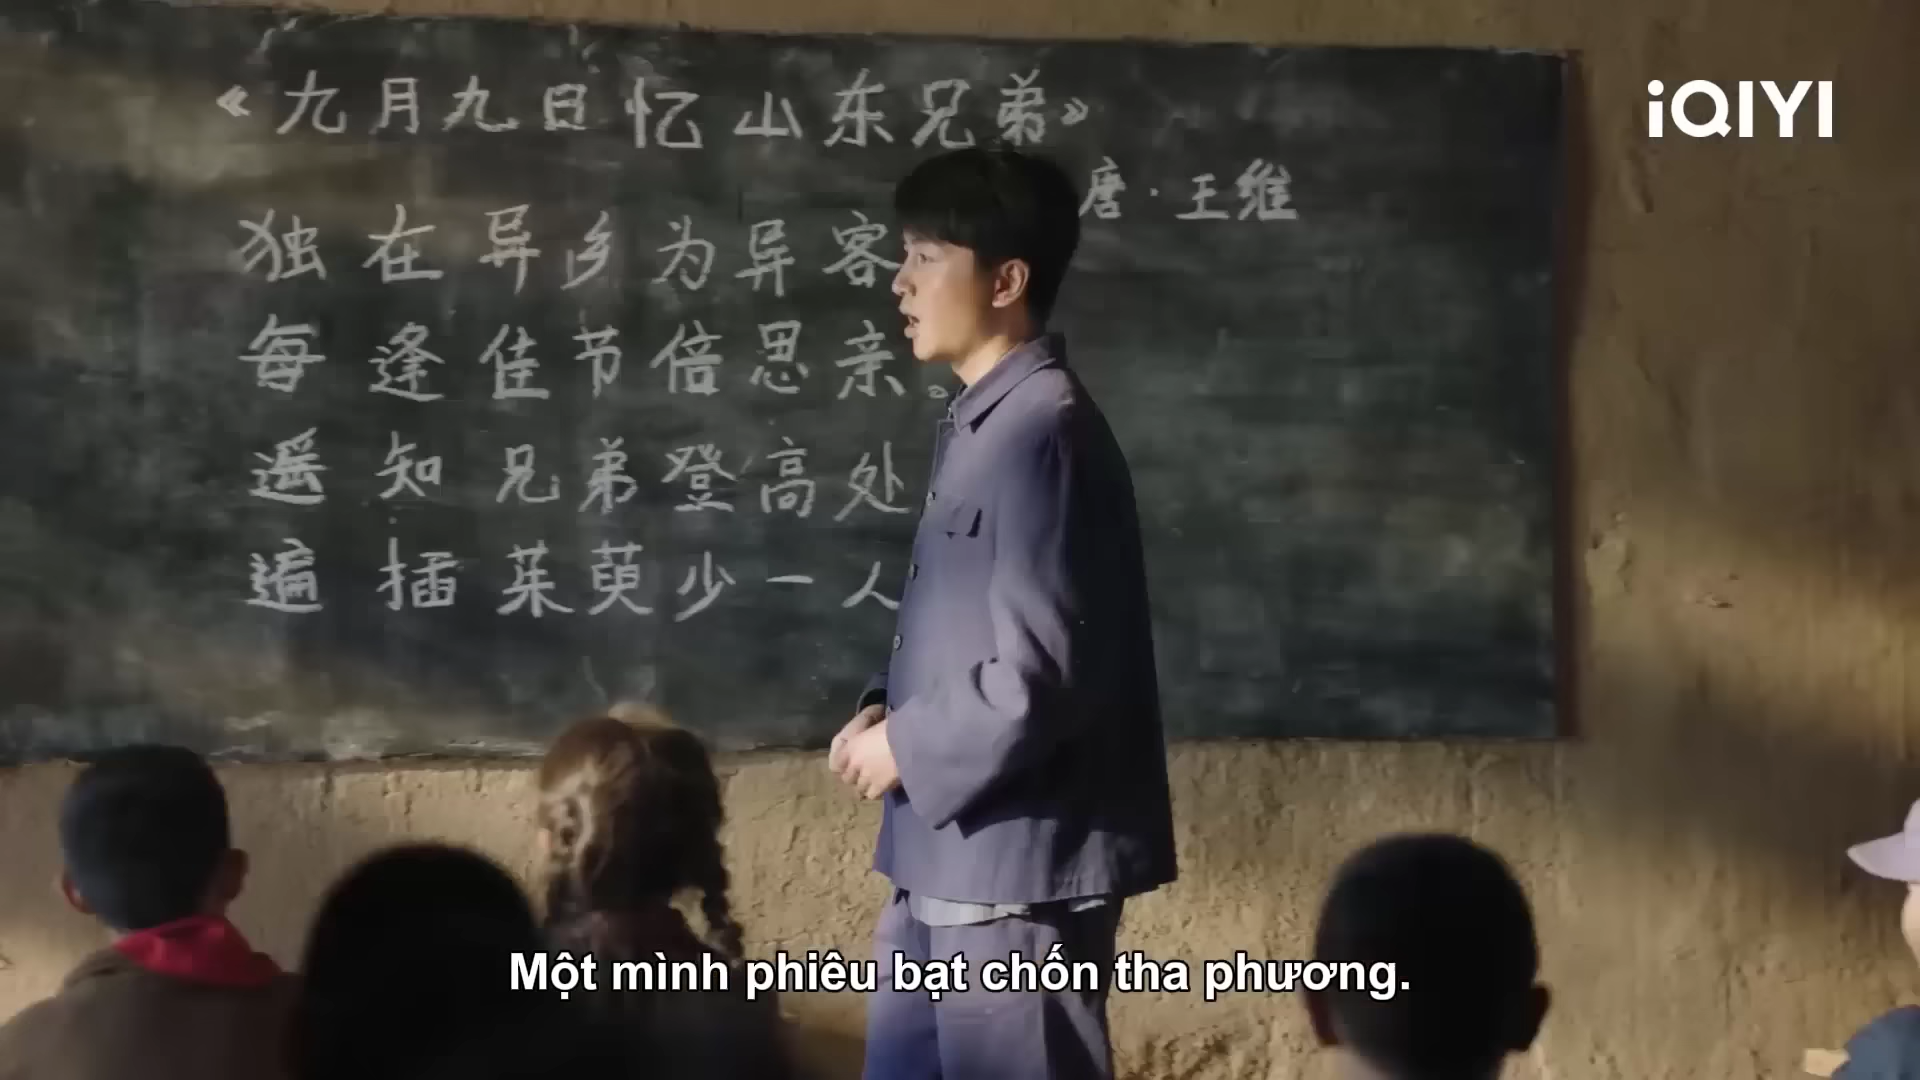 iQIYI
《九月九日忆山东兄弟》
唐·王维
独在异乡为异客
每逢佳节倍思亲。
遥知兄弟登高处
遍插茱萸少一人
Một mình phiêu bạt chốn tha phương.